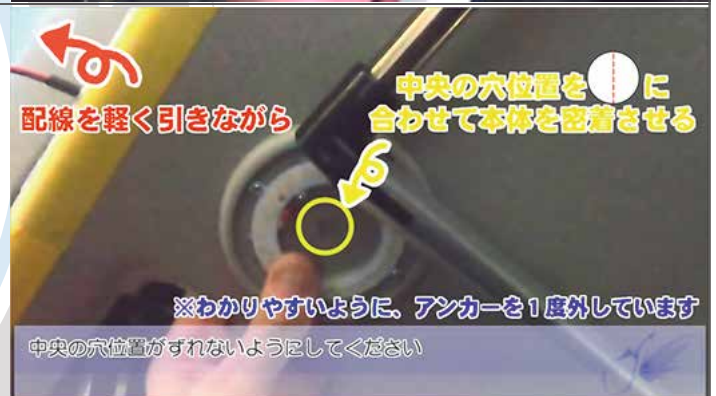 配線を軽く引きながら
中央の穴位置を に
合わせて本体を密着させる
※わかりやすいように、アンカーを1度外しています
中央の穴位置がずれないようにしてください